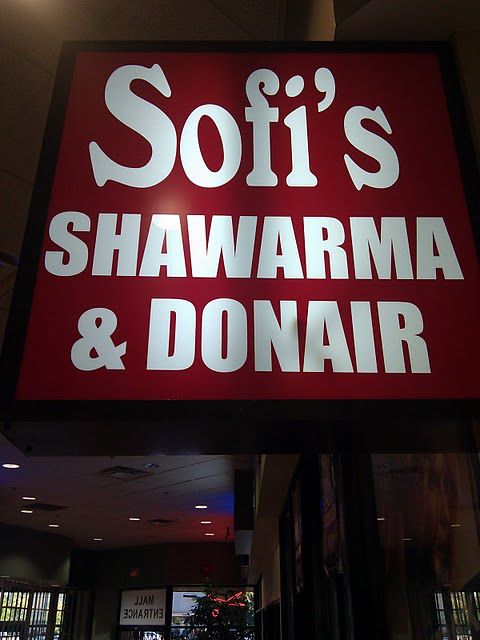 Sofi's
SHAWARMA
& DONAIR
MALL
ENTRANCE